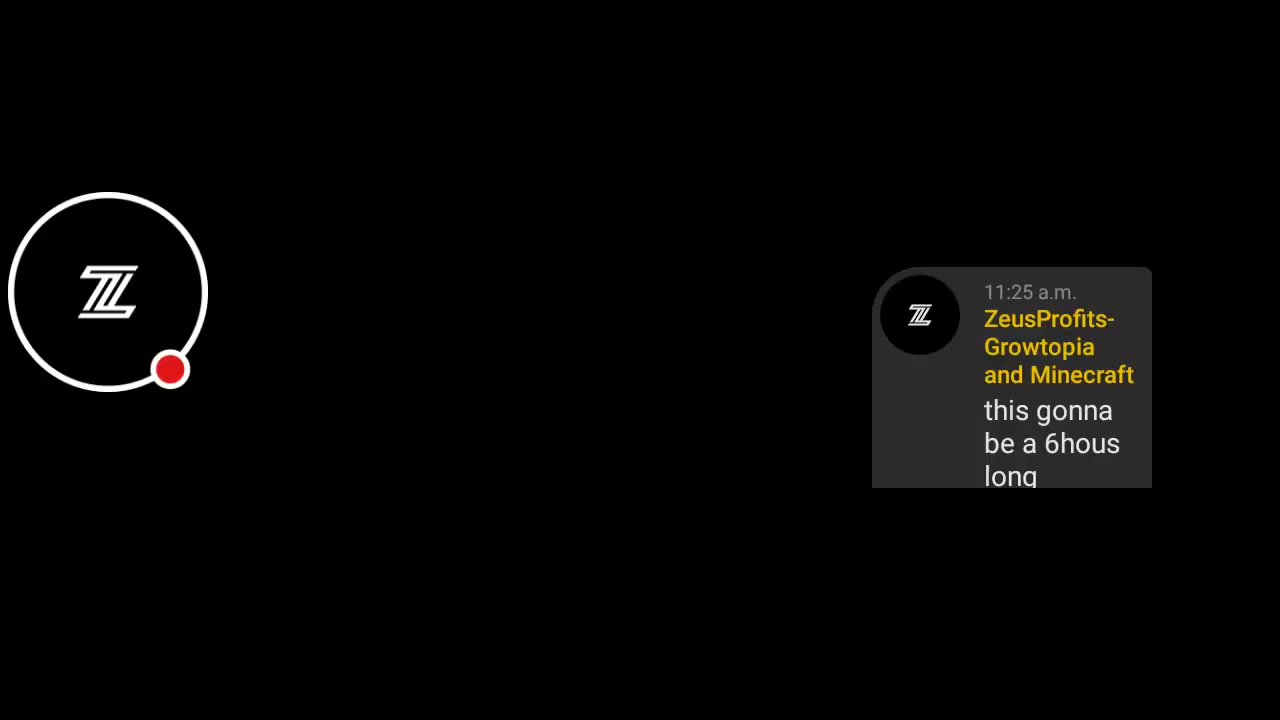 11:25 a.m.
ZeusProfits-
Growtopia
and Minecraft
this gonna
be a 6hous
long